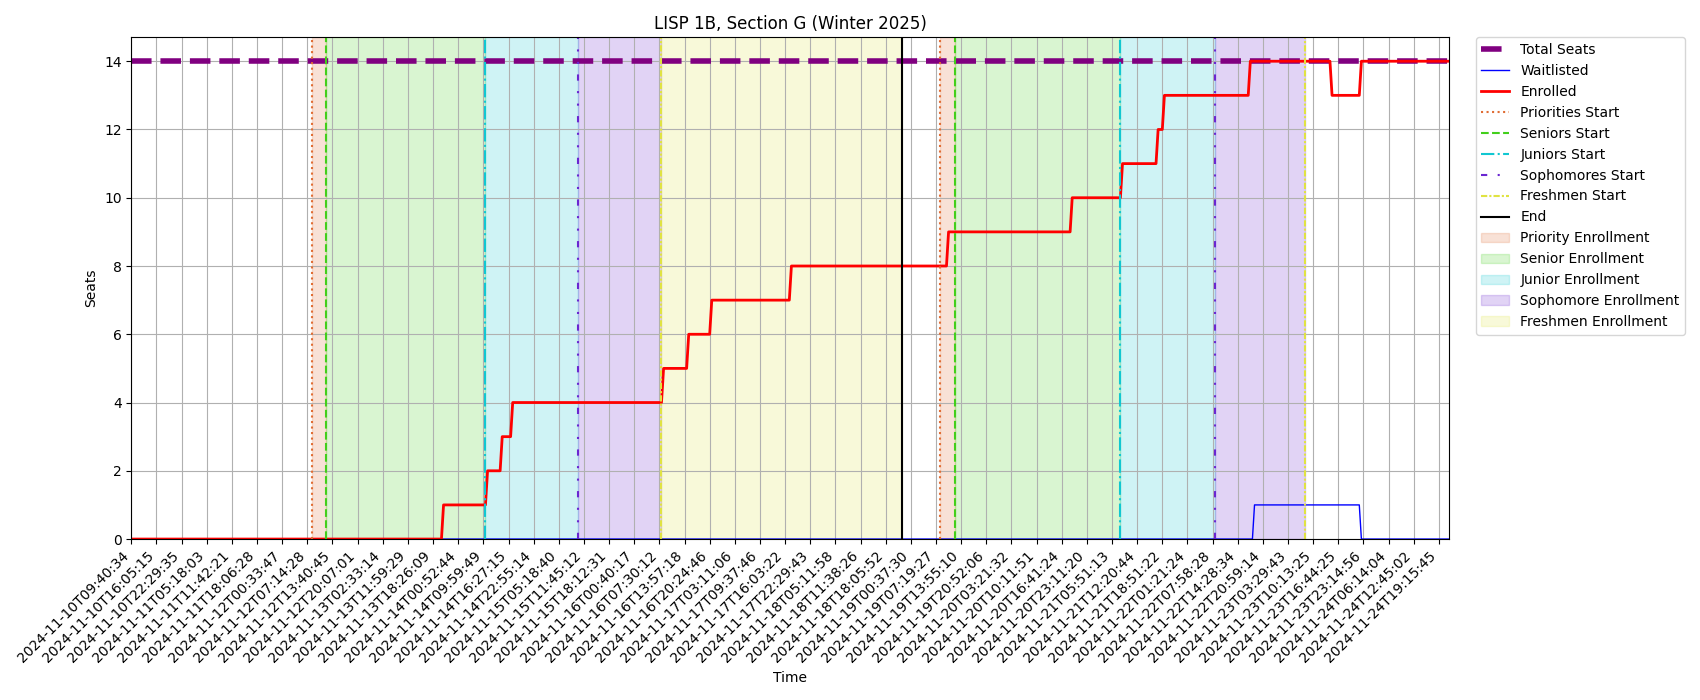 LISP 1B, Section G (Winter 2025)
Seats
14
12
10
8
6
4
2
0
2024-11-10T09:40:34
2024-11-10T16:05:15
2024-11-10T22:29:35
2024-11-11T05:18:03
2024-11-11T11:42:21
2024-11-11T18:06:28
2024-11-12T00:33:47
2024-11-12T07:14:28
2024-11-12T13:40:45
2024-11-12T20:07:01
2024-11-13T02:33:14
2024-11-13T11:59:29
2024-11-13T18:26:09
2024-11-14T00:52:44
2024-11-14T09:59:49
2024-11-14T16:27:15
2024-11-14T22:55:14
2024-11-15T05:18:40
2024-11-15T11:45:12
2024-11-15T18:12:31
2024-11-16T00:40:17
2024-11-16T07:30:12
2024-11-16T13:57:18
2024-11-16T20:24:46
2024-11-17T03:11:06
2024-11-17T09:37:46
2024-11-17T16:03:22
2024-11-17T22:29:43
2024-11-18T05:11:58
2024-11-18T11:38:26
2024-11-18T18:05:52
2024-11-19T00:37:30
2024-11-19T07:19:27
2024-11-19T13:55:10
2024-11-19T20:52:06
2024-11-20T03:21:32
2024-11-20T10:11:51
2024-11-20T16:41:24
2024-11-20T23:11:20
2024-11-21T05:51:13
2024-11-21T12:20:44
2024-11-21T18:51:22
2024-11-22T01:21:24
2024-11-22T07:58:28
2024-11-22T14:28:34
2024-11-22T20:59:14
2024-11-23T03:29:43
2024-11-23T10:13:25
2024-11-23T16:44:25
2024-11-23T23:14:56
2024-11-24T06:14:04
2024-11-24T12:45:02
2024-11-24T19:15:45
Time
Total Seats
Waitlisted
Enrolled
Priorities Start
Seniors Start
Juniors Start
Sophomores Start
Freshmen Start
End
Priority Enrollment
Senior Enrollment
Junior Enrollment
Sophomore Enrollment
Freshmen Enrollment